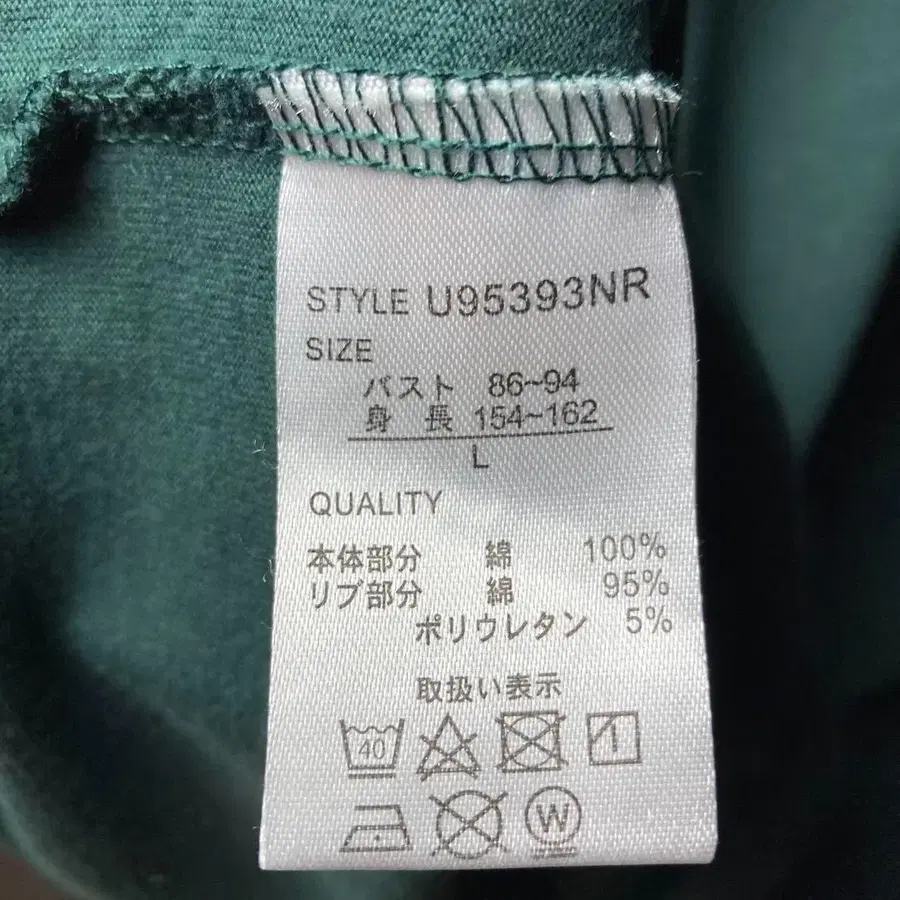 STYLE U95393NR
SIZE
バスト 86~94
身長 154~162
L
QUALITY
本体部分 綿 100%
リブ部分 綿 95%
ポリウレタン 5%
取扱い表示
40
W